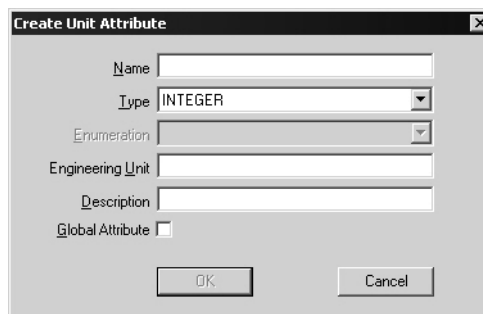 Create Unit Attribute
Name
Type INTEGER
Enumeration
Engineering Unit
Description
Global Attribute
OK Cancel